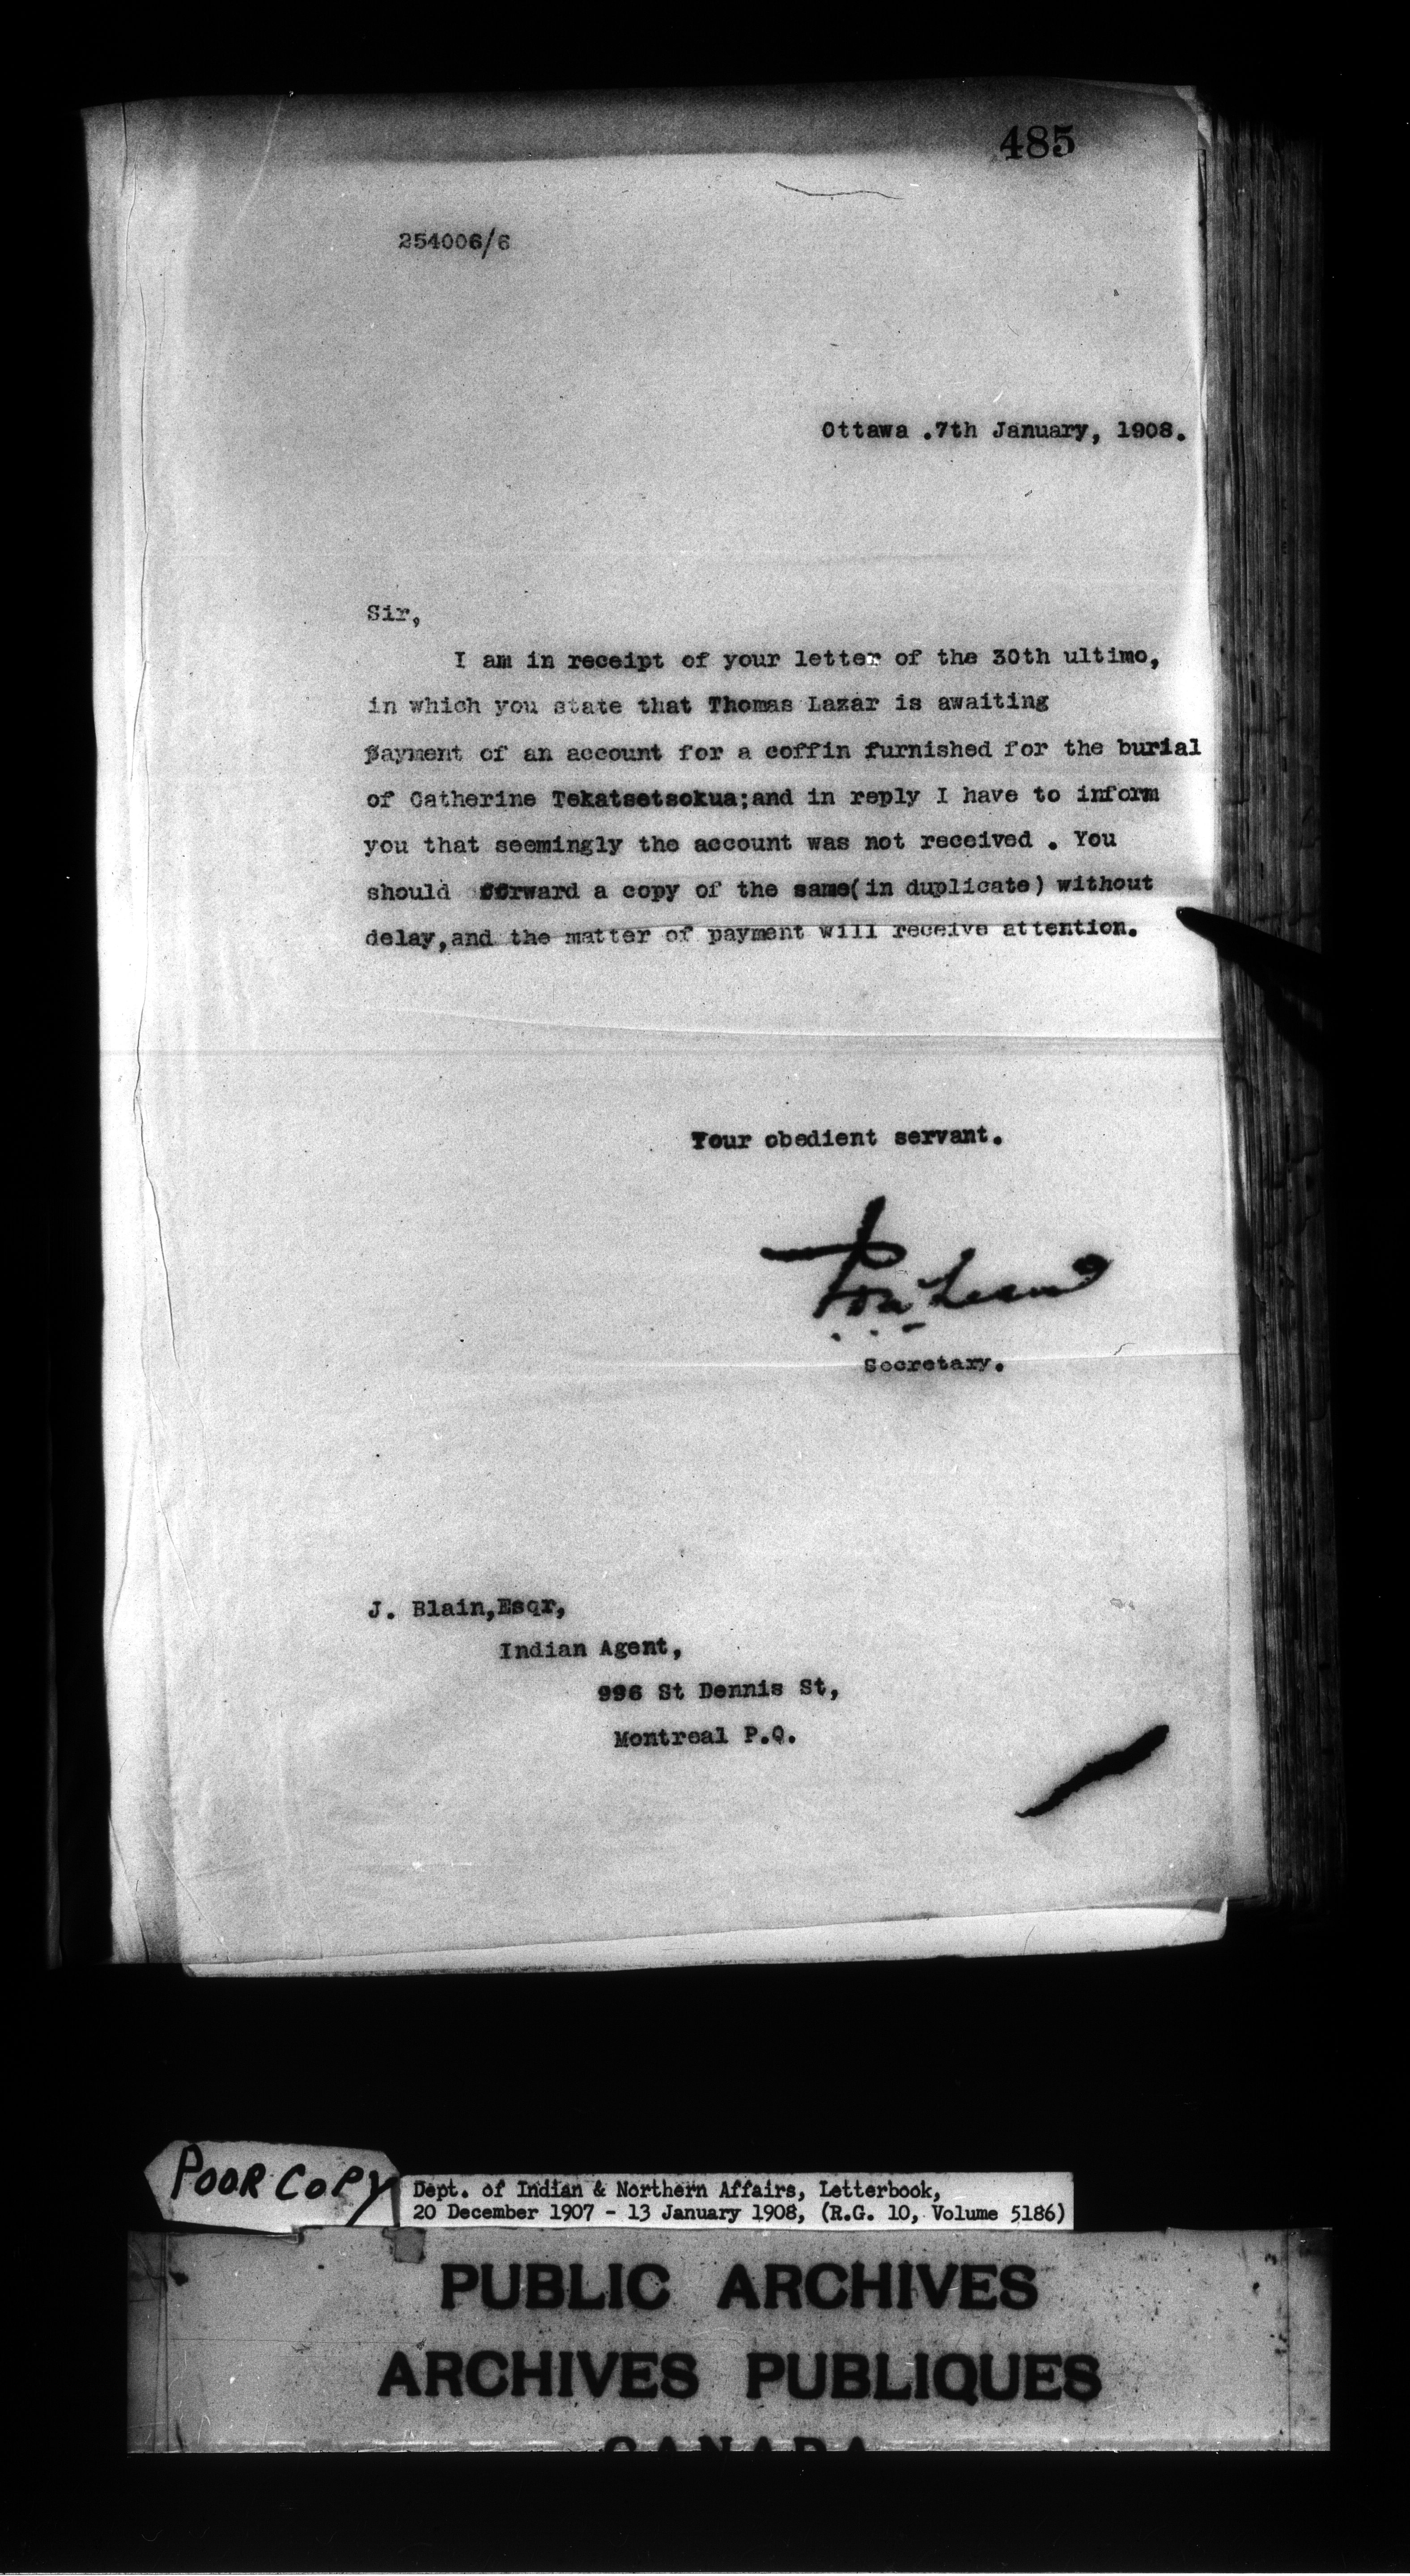 485
254006/6
Ottawa .7th January, 1908.
Sir,
I am in receipt of your letter of the 30th ultimo,
in which you state that Thomas Lazar is awaiting
payment of an account for a coffin furnished for the burial
of Catherine Tekatsetsokua;and in reply I have to inform
you that seemingly the account was not received . You
should forward a copy of the same(in duplicate) without
delay,and the matter of payment will receive attention.
Your obedient servant.
Secretary.
J. Blain,Esqr,
Indian Agent,
996 St Dennis St,
Montreal P.Q.
POOR COPY
Dept. of Indian & Northern Affairs, Letterbook,
20 December 1907 - 13 January 1908, (R.G. 10, Volume 5186)
PUBLIC ARCHIVES
ARCHIVES PUBLIQUES
CANADA